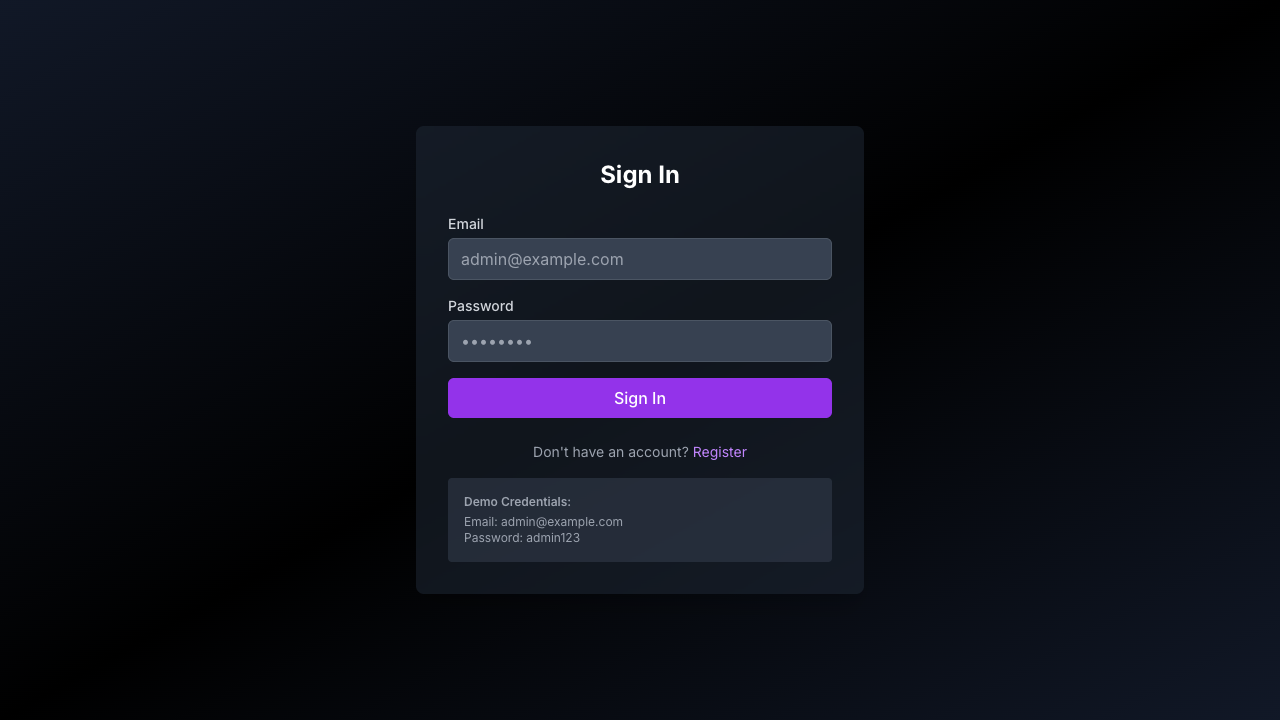 Sign In
Email
admin@example.com
Password
••••••••
Sign In
Don't have an account? Register
Demo Credentials:
Email: admin@example.com
Password: admin123